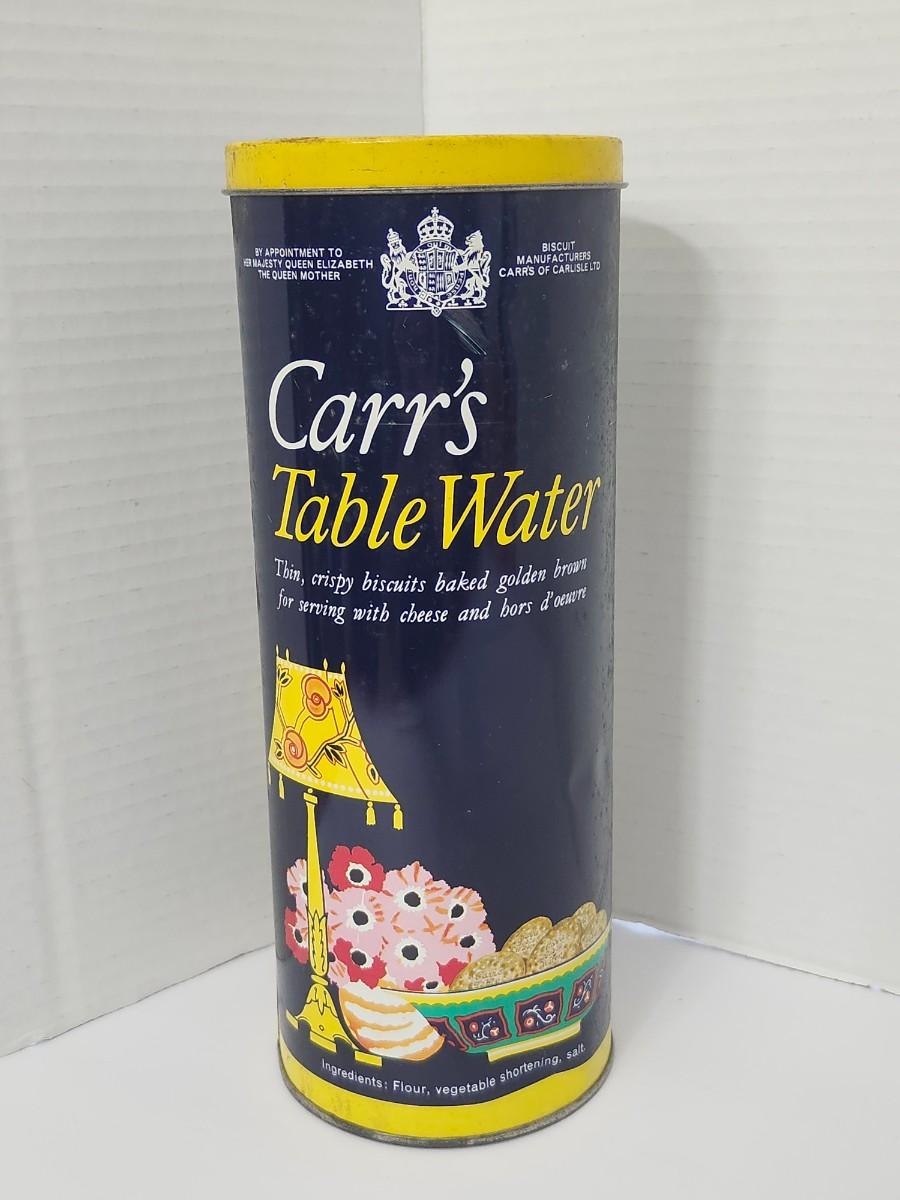 BY APPOINTMENT TO
HER MAJESTY QUEEN ELIZABETH
THE QUEEN MOTHER
BISCUIT
MANUFACTURERS
CARR'S OF CARLISLE LTD
Carr's
Table Water
Thin, crispy biscuits baked golden brown
for serving with cheese and hors d'oeuvre
Ingredients: Flour, vegetable shortening, salt.